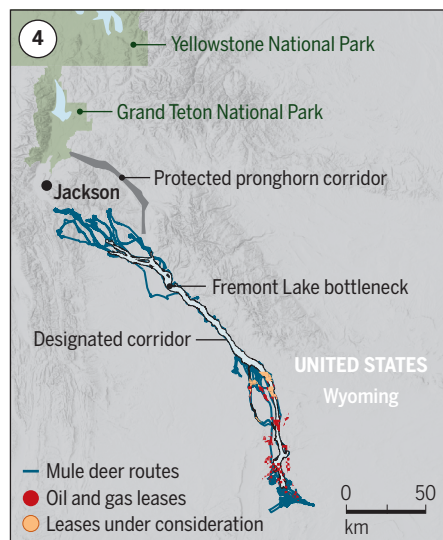 4
Yellowstone National Park
Grand Teton National Park
Protected pronghorn corridor
Jackson
Fremont Lake bottleneck
Designated corridor
UNITED STATES
Wyoming
Mule deer routes
Oil and gas leases
Leases under consideration
0 50
km